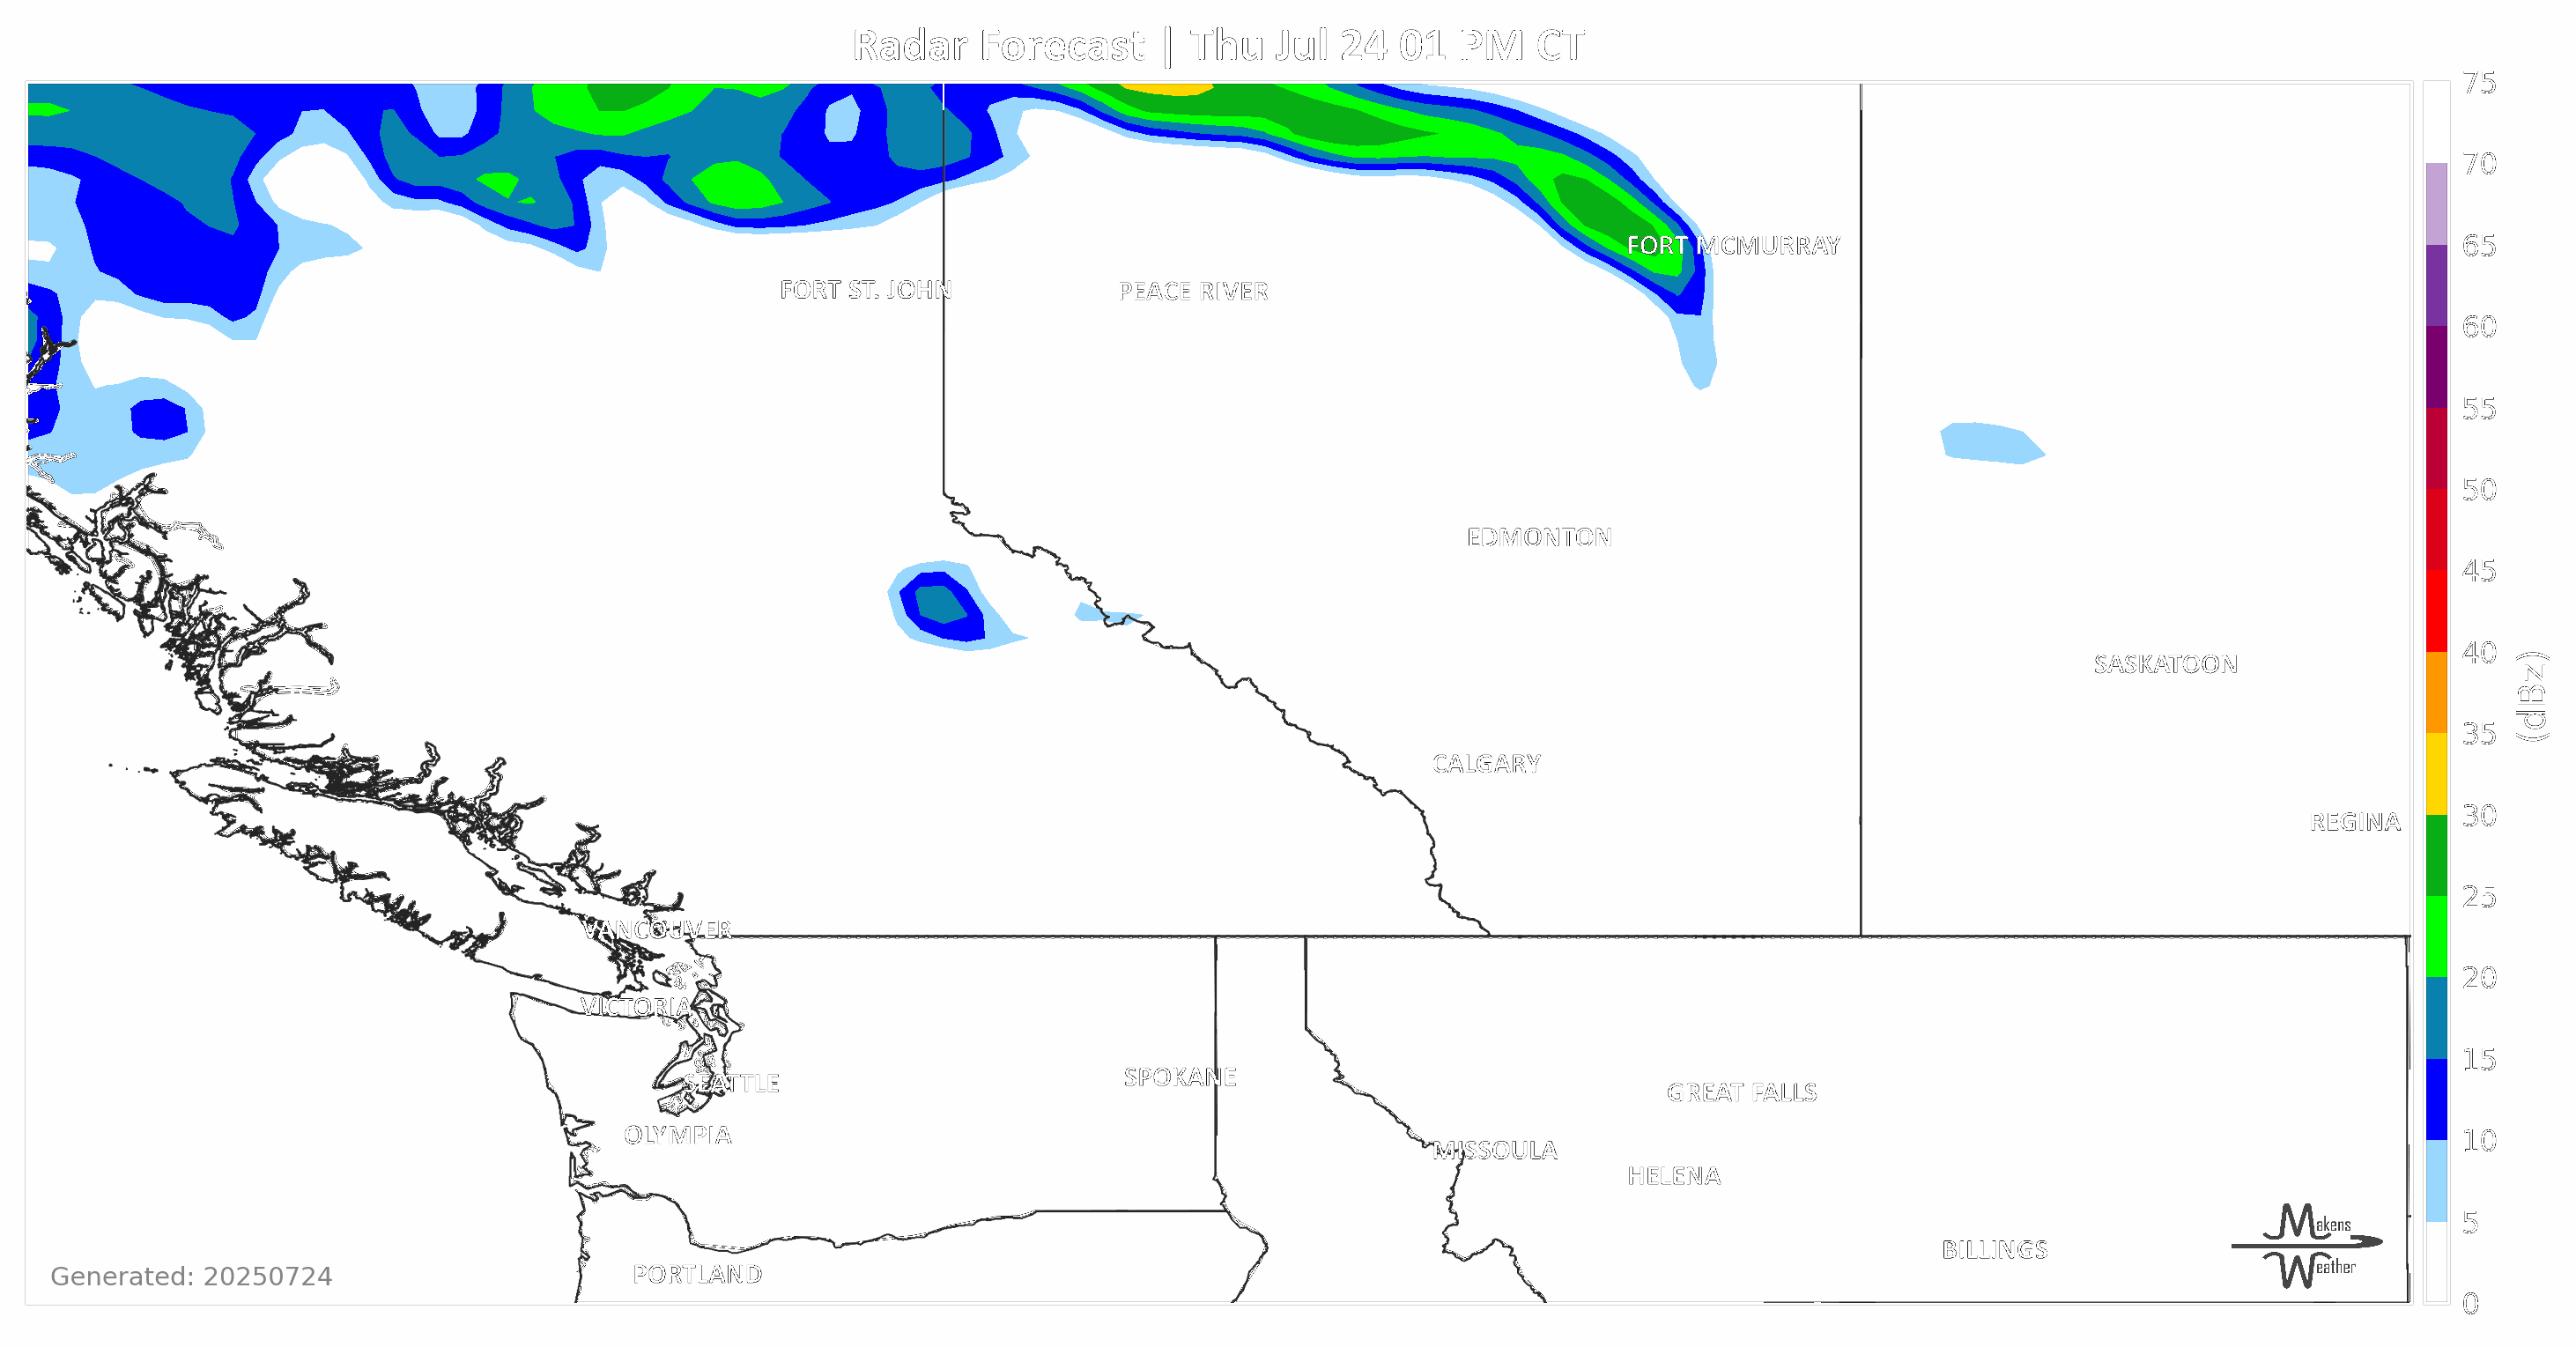 Radar Forecast | Thu Jul 24 01 PM CT
75
70
FORT MCMURRAY
65
FORT ST. JOHN
PEACE RIVER
60
55
50
EDMONTON
45
SASKATOON
40
(dBz)
35
CALGARY
REGINA
30
25
VANCOUVER
20
VICTORIA
15
SEATTLE
SPOKANE
GREAT FALLS
OLYMPIA
10
MISSOULA
HELENA
5
Makens
Weather
BILLINGS
Generated: 20250724
PORTLAND
0